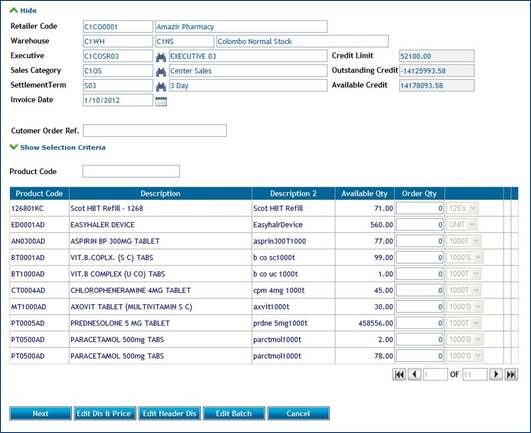 Hide
Retailer Code C1CO0001 Amazir Pharmacy
Warehouse C1WH C1NS Colombo Normal Stock
Executive C1COSR03 EXECUTIVE 03 Credit Limit 52100.00
Sales Category C1OS Center Sales Outstanding Credit -14125993.58
SettlementTerm S03 3 Day Available Credit 14178093.58
Invoice Date 1/10/2012
Cutomer Order Ref.
Show Selection Criteria
Product Code
Product Code Description Description 2 Available Qty Order Qty
126801KC Scot HBT Refill - 1268 Scot HBT Refill 71.00 0 125's
ED0001AD EASYHALER DEVICE EasyhalrDevice 560.00 0 UNIT
AN0300AD ASPIRIN BP 300MG TABLET asprin300T1000 77.00 0 1000T
BT0001AD VIT.B.COPLX. (S C) TABS b co sc1000t 99.00 0 1000'S
BT1000AD VIT.B COMPLEX (U CO) TABS b co uc 1000t 1.00 0 1000T
CT0004AD CHLOROPHENERAMINE 4MG TABLET cpm 4mg 1000t 45.00 0 1000T
MT1000AD AXOVIT TABLET (MULTIVITAMIN S C) axvit1000t 30.00 0 1000T
PT0005AD PREDNESOLONE 5 MG TABLET prdne 5mg1000t 458556.00 0 1000T
PT0500AD PARACETAMOL 500mg TABS parctmol1000t 2.00 0 1000'S
PT0500AD PARACETAMOL 500mg TABS parctmol1000t 78.00 0 1000'S
1 OF 11
Next Edit Dis & Price Edit Header Dis Edit Batch Cancel